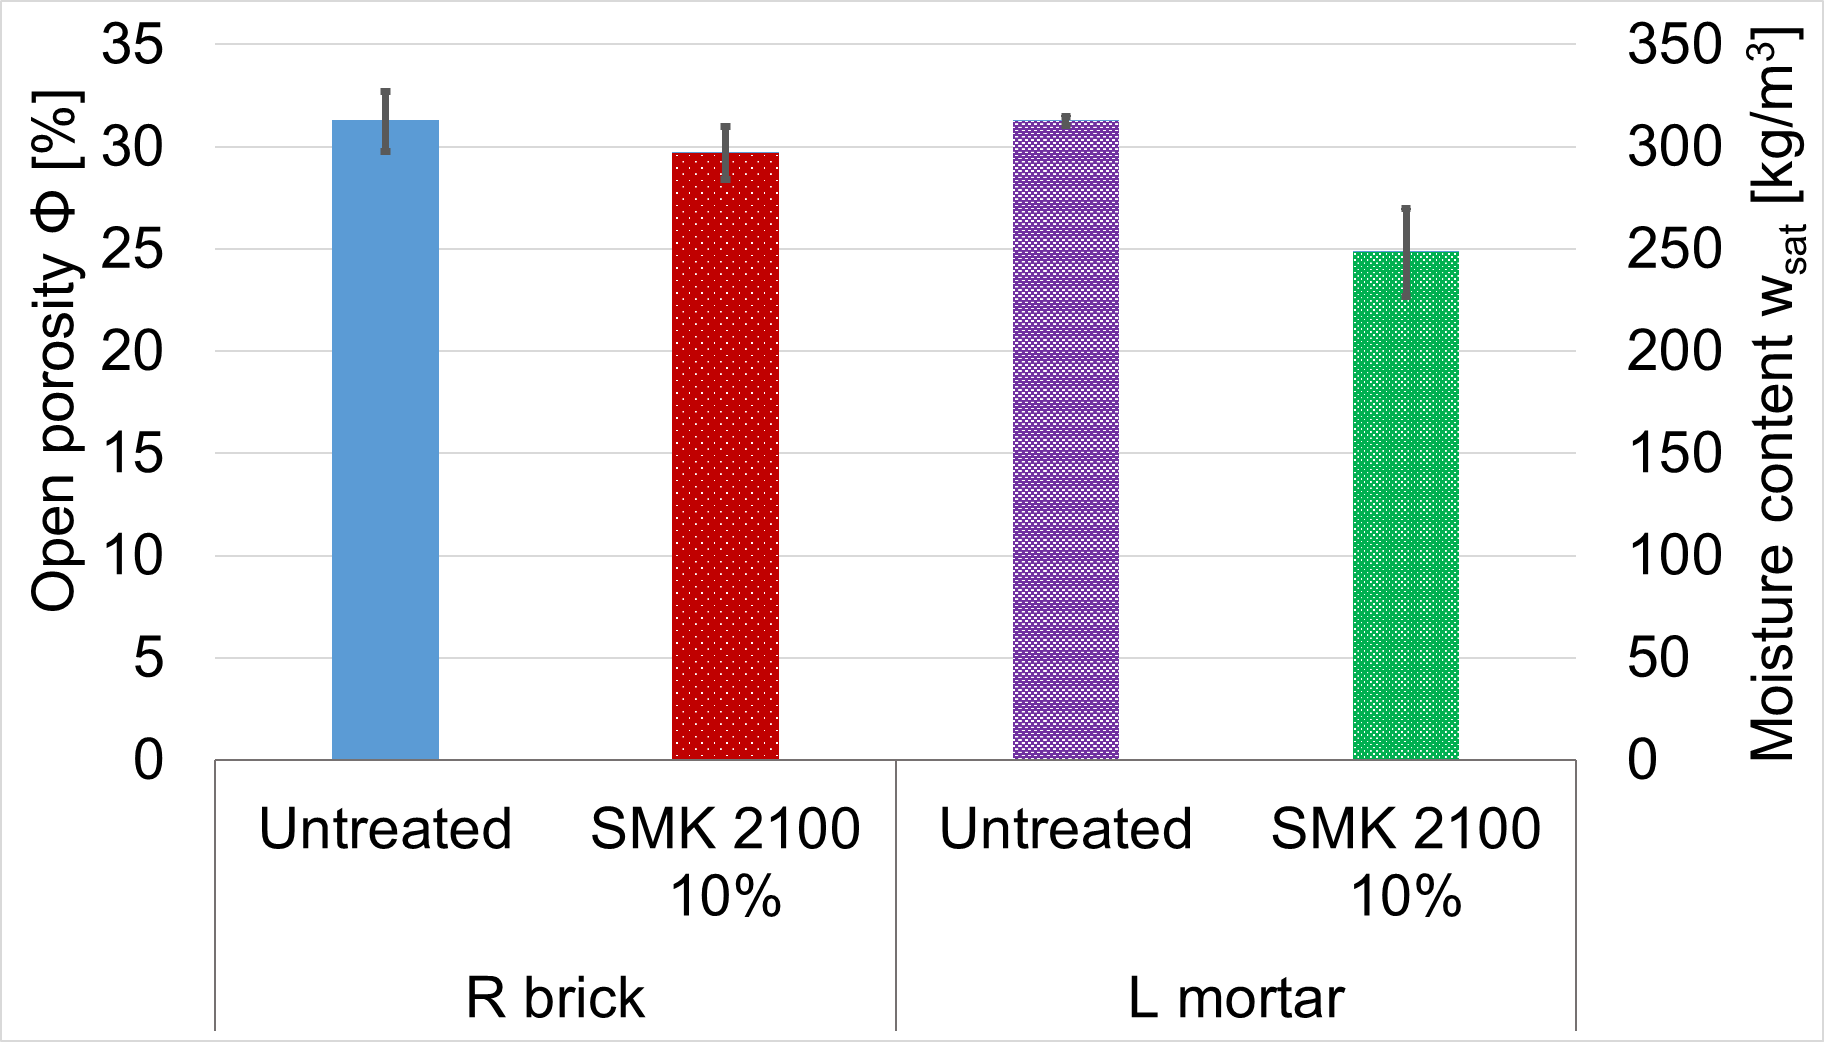 Open porosity Φ [%]
35
30
25
20
15
10
5
0
350
300
250
200
150
100
50
0
Moisture content wsat [kg/m³]
Untreated
SMK 2100
10%
Untreated
SMK 2100
10%
R brick
L mortar